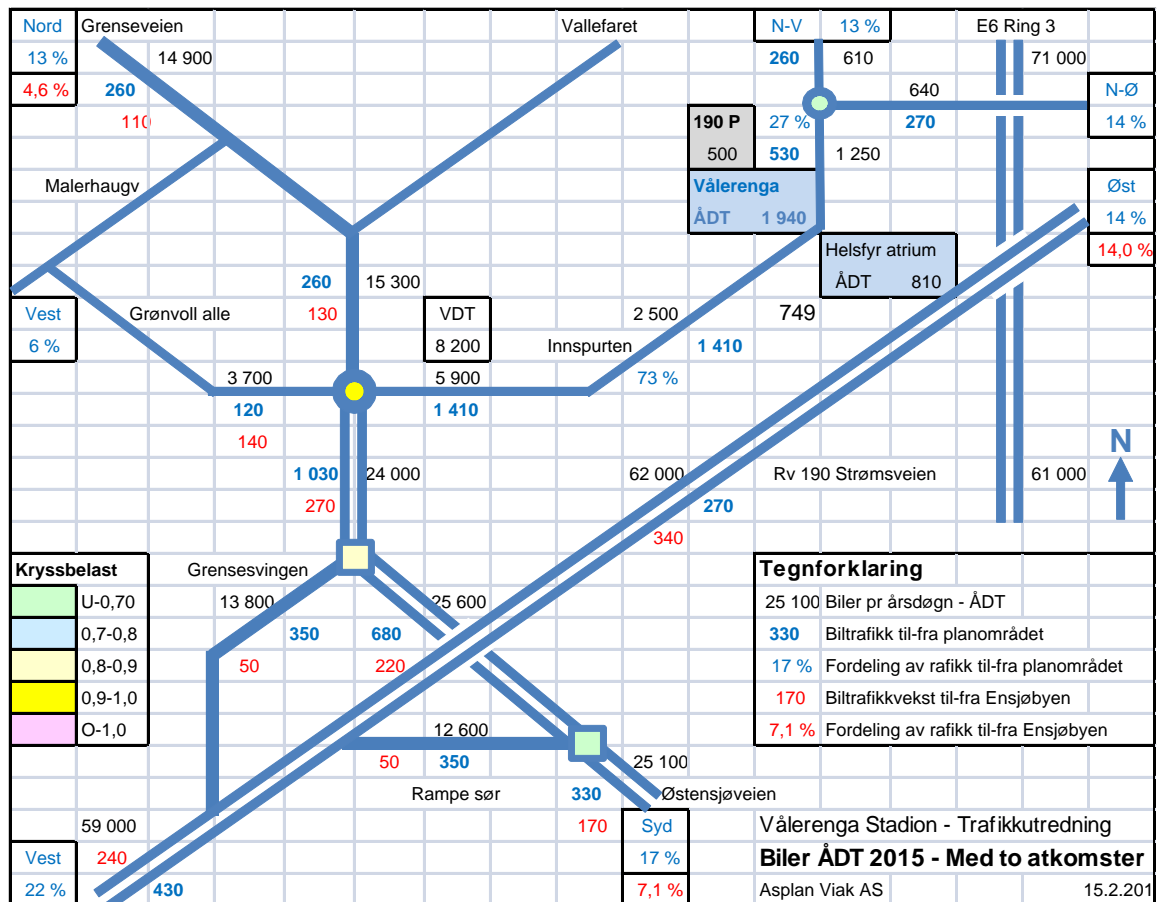 Nord Grenseveien Vallefaret N-V 13 % E6 Ring 3
13 % 14 900 260 610 71 000
4,6 % 260 640 N-Ø
110 190 P 27 % 270 14 %
500 530 1 250
Malerhaugv Vålerenga Øst
ÅDT 1 940 14 %
Helsfyr atrium 14,0 %
260 15 300 ÅDT 810
Vest Grønvoll alle 130 VDT 2 500 749
6 % 8 200 Innspurten 1 410
3 700 5 900 73 %
120 1 410
140 N
1 030 24 000 62 000 Rv 190 Strømsveien 61 000
270 270
340
Kryssbelast Grensesvingen Tegnforklaring
U-0,70 13 800 25 600 25 100 Biler pr årsdøgn - ÅDT
0,7-0,8 350 680 330 Biltrafikk til-fra planområdet
0,8-0,9 50 220 17 % Fordeling av rafikk til-fra planområdet
0,9-1,0 170 Biltrafikkvekst til-fra Ensjøbyen
O-1,0 12 600 7,1 % Fordeling av rafikk til-fra Ensjøbyen
50 350 25 100
Rampe sør 330 Østensjøveien
59 000 170 Syd Vålerenga Stadion - Trafikkutredning
Vest 240 17 % Biler ÅDT 2015 - Med to atkomster
22 % 430 7,1 % Asplan Viak AS 15.2.201